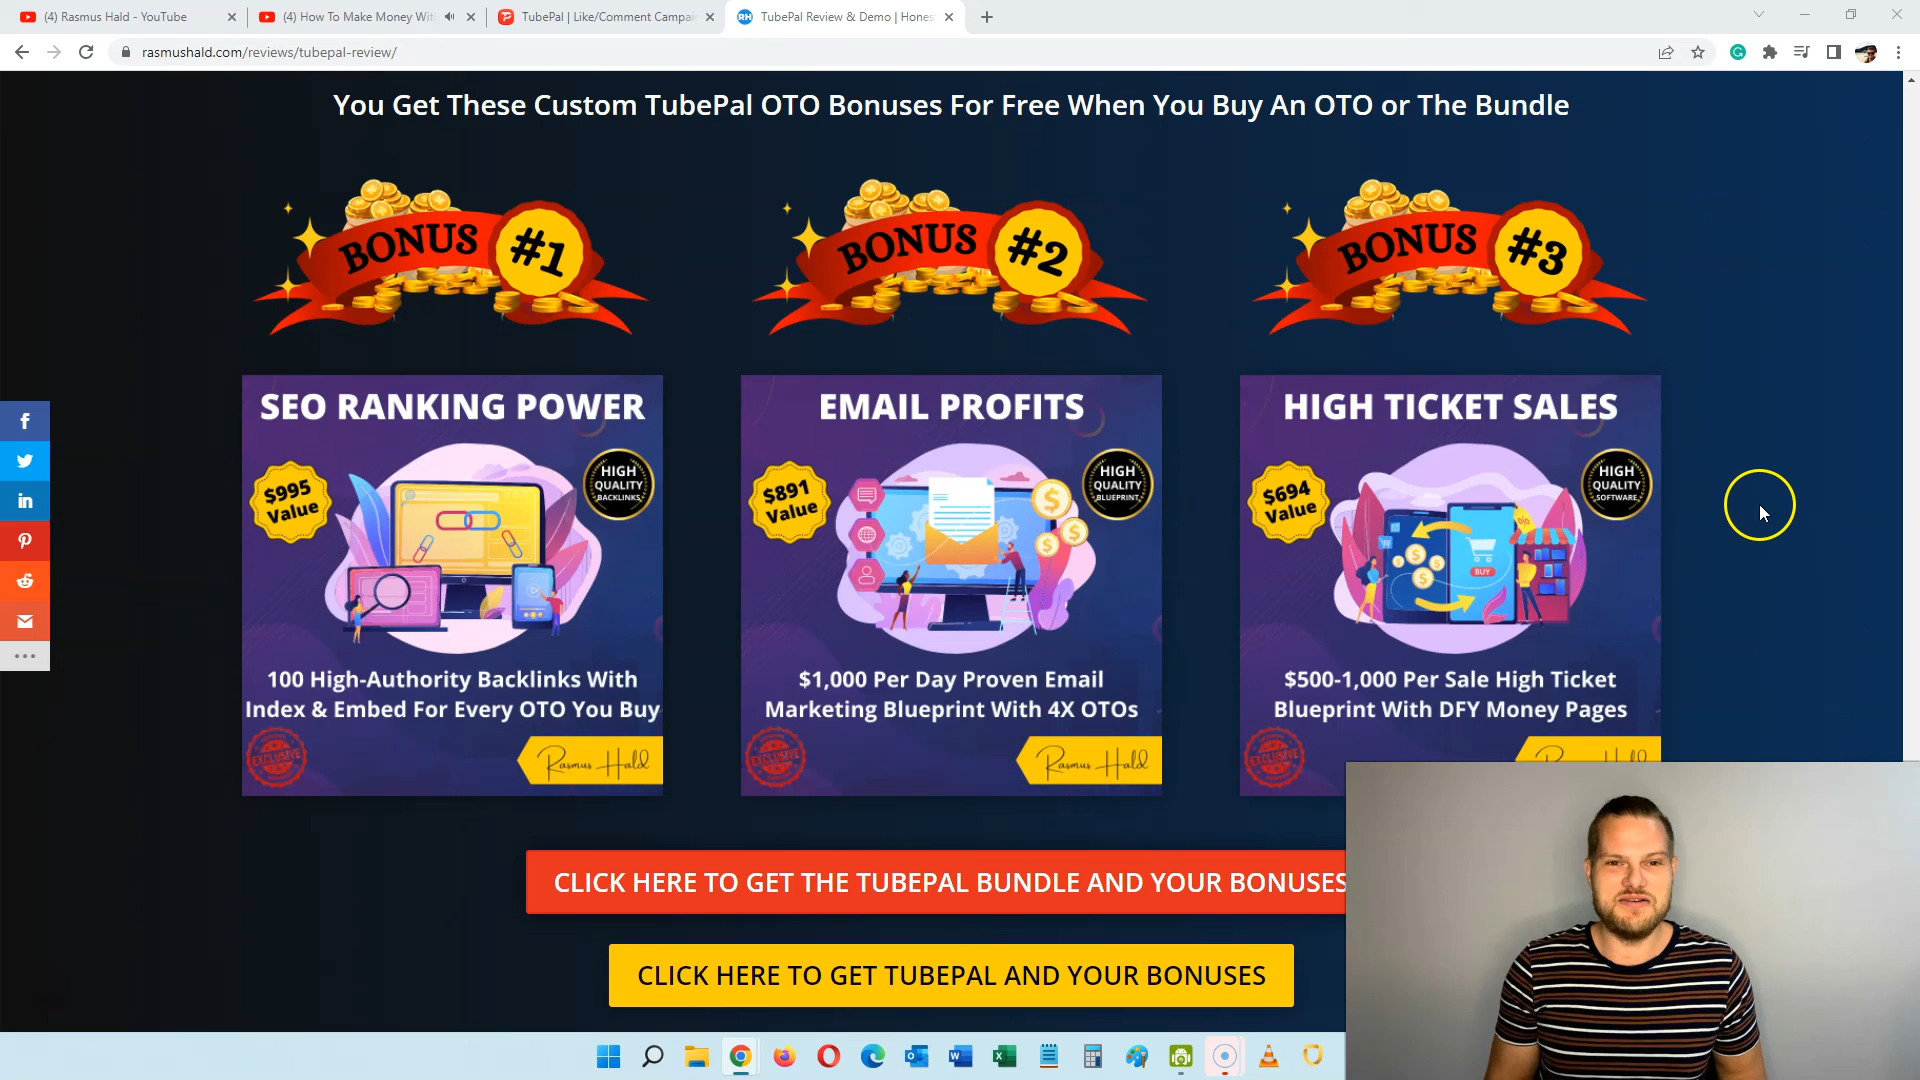 (4) Rasmus Hald - YouTube
(4) How To Make Money Wit
TubePal | Like/Comment Campai
TubePal Review & Demo | Hones
rasmushald.com/reviews/tubepal-review/
You Get These Custom TubePal OTO Bonuses For Free When You Buy An OTO or The Bundle
BONUS #1
BONUS #2
BONUS #3
SEO RANKING POWER
$995 Value
HIGH QUALITY BACKLINKS
100 High-Authority Backlinks With
Index & Embed For Every OTO You Buy
EXCLUSIVE
Rasmus Hald
EMAIL PROFITS
$891 Value
HIGH QUALITY BLUEPRINT
$1,000 Per Day Proven Email
Marketing Blueprint With 4X OTOs
EXCLUSIVE
Rasmus Hald
HIGH TICKET SALES
$694 Value
HIGH QUALITY SOFTWARE
BUY
$500-1,000 Per Sale High Ticket
Blueprint With DFY Money Pages
EXCLUSIVE
Rasmus Hald
CLICK HERE TO GET THE TUBEPAL BUNDLE AND YOUR BONUSES
CLICK HERE TO GET TUBEPAL AND YOUR BONUSES